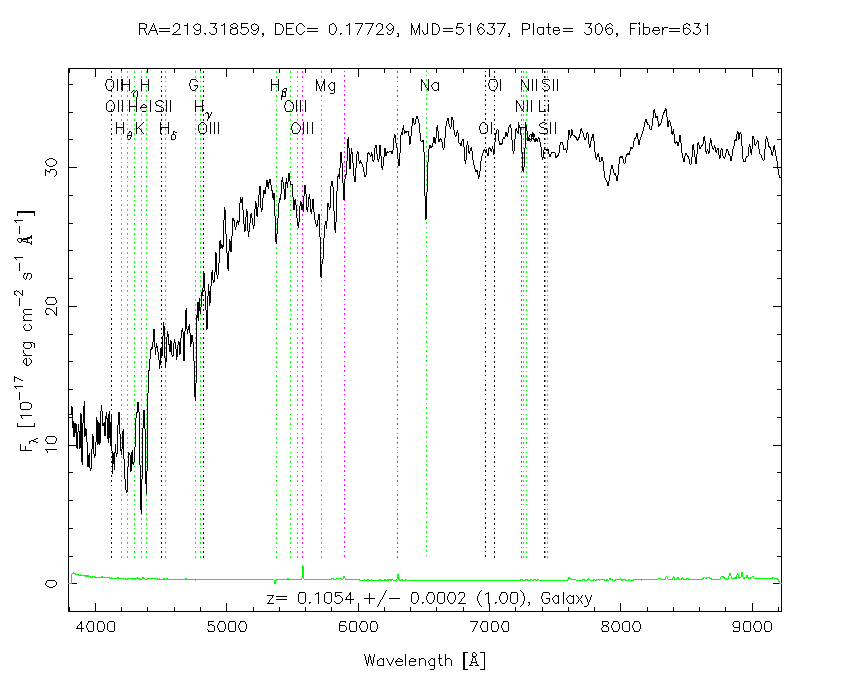 RA=219.31859, DEC= 0.17729, MJD=51637, Plate= 306, Fiber=631
OII Hη H G Hβ Mg Na OI NII SII
OII HeI SII Hγ OIII NII Li
Hθ K Hδ OIII OIII OI Hα SII
30
20
10
0
Fλ [10⁻¹⁷ erg cm⁻² s⁻¹ Å⁻¹]
z= 0.1054 +/− 0.0002 (1.00), Galaxy
4000 5000 6000 7000 8000 9000
Wavelength [Å]